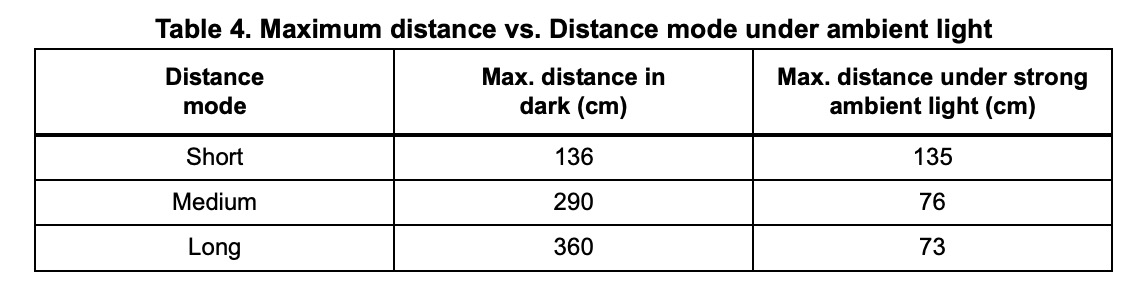 Table 4. Maximum distance vs. Distance mode under ambient light
Distance mode | Max. distance in dark (cm) | Max. distance under strong ambient light (cm)
Short | 136 | 135
Medium | 290 | 76
Long | 360 | 73